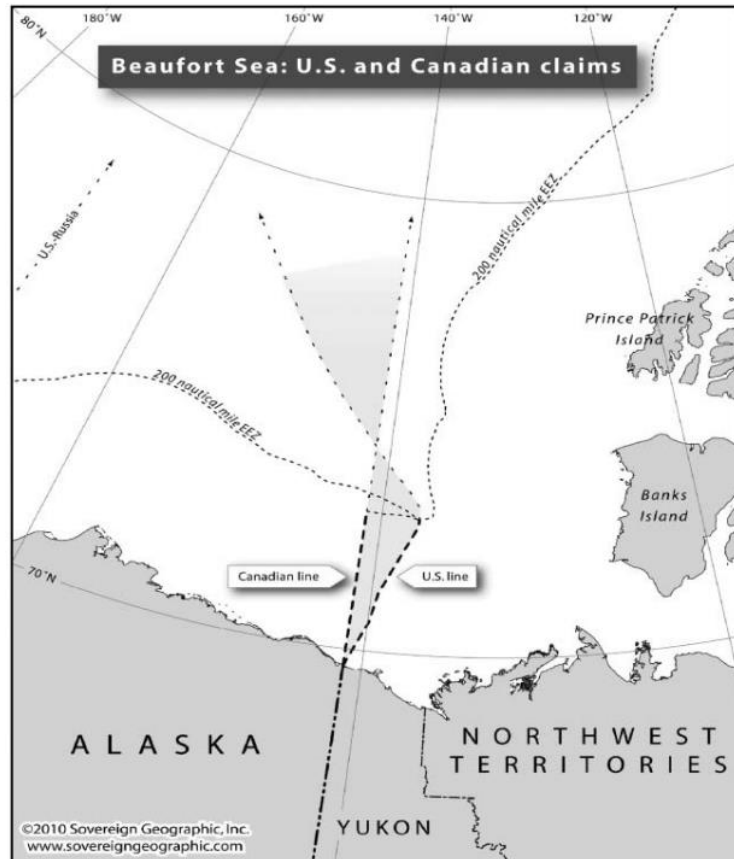 80°N
180°W
160°W
140°W
120°W
Beaufort Sea: U.S. and Canadian claims
U.S.-Russia
200 nautical mile EEZ
Prince Patrick
Island
200 nautical mile EEZ
Banks
Island
Canadian line
U.S. line
70°N
ALASKA
NORTHWEST
TERRITORIES
YUKON
©2010 Sovereign Geographic, Inc.
www.sovereigngeographic.com